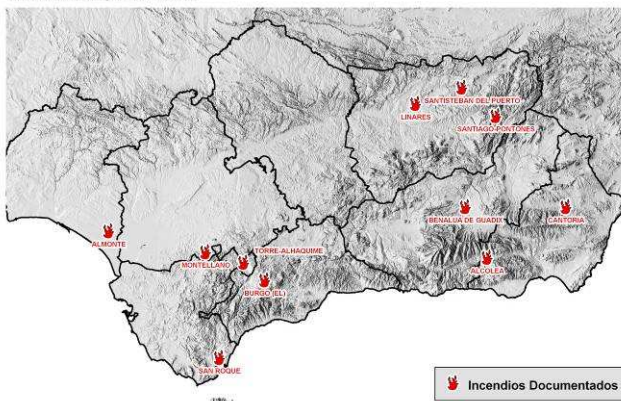 SANTISTEBAN DEL PUERTO
LINARES
SANTIAGO-PONTONES
BENALUA DE GUADIX
CANTORIA
ALMONTE
MONTELLANO
TORRE-ALHAQUIME
ALCOLEA
BURGO (EL)
SAN ROQUE
Incendios Documentados